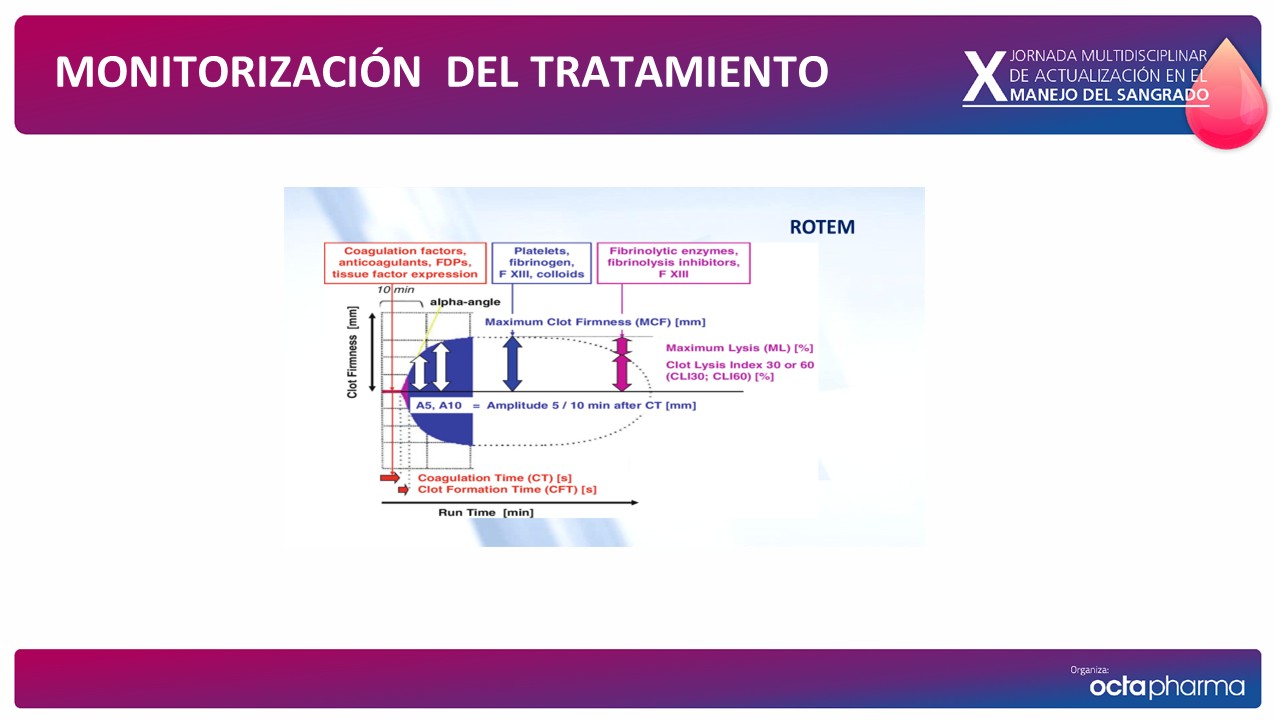 MONITORIZACIÓN DEL TRATAMIENTO
X JORNADA MULTIDISCIPLINAR
DE ACTUALIZACIÓN EN EL
MANEJO DEL SANGRADO
ROTEM
Coagulation factors,
anticoagulants, FDPs,
tissue factor expression
Platelets,
fibrinogen,
F XIII, colloids
Fibrinolytic enzymes,
fibrinolysis inhibitors,
F XIII
10 min
alpha-angle
Clot Firmness [mm]
Maximum Clot Firmness (MCF) [mm]
Maximum Lysis (ML) [%]
Clot Lysis Index 30 or 60
(CLI30; CLI60) [%]
A5, A10 = Amplitude 5 / 10 min after CT [mm]
Coagulation Time (CT) [s]
Clot Formation Time (CFT) [s]
Run Time [min]
Organiza:
octapharma